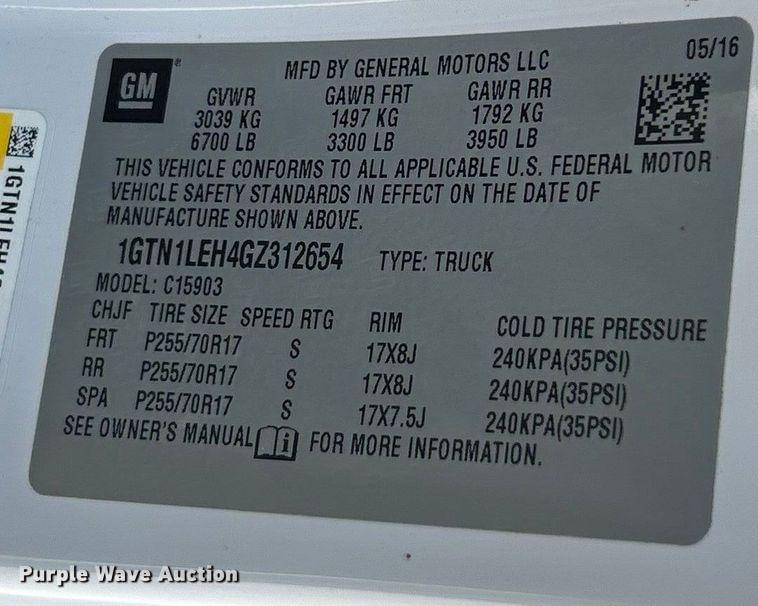 GM
MFD BY GENERAL MOTORS LLC
05/16
GVWR GAWR FRT GAWR RR
3039 KG 1497 KG 1792 KG
6700 LB 3300 LB 3950 LB
THIS VEHICLE CONFORMS TO ALL APPLICABLE U.S. FEDERAL MOTOR
VEHICLE SAFETY STANDARDS IN EFFECT ON THE DATE OF
MANUFACTURE SHOWN ABOVE.
1GTN1LEH4GZ312654 TYPE: TRUCK
MODEL: C15903
CHJF TIRE SIZE SPEED RTG RIM COLD TIRE PRESSURE
FRT P255/70R17 S 17X8J 240KPA(35PSI)
RR P255/70R17 S 17X8J 240KPA(35PSI)
SPA P255/70R17 S 17X7.5J 240KPA(35PSI)
SEE OWNER'S MANUAL i FOR MORE INFORMATION.
Purple Wave Auction